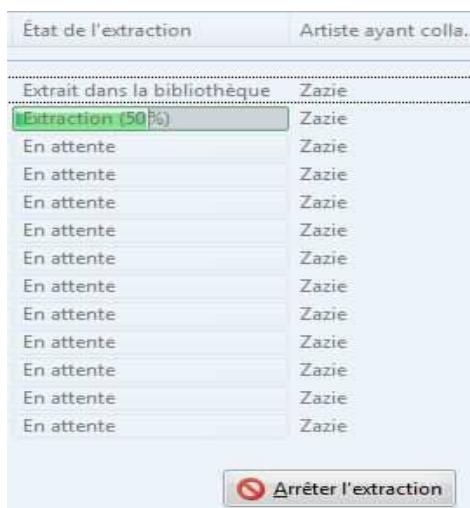 État de l'extraction Artiste ayant colla..
Extrait dans la bibliothèque Zazie
Extraction (50 %) Zazie
En attente Zazie
En attente Zazie
En attente Zazie
En attente Zazie
En attente Zazie
En attente Zazie
En attente Zazie
En attente Zazie
En attente Zazie
En attente Zazie
En attente Zazie
Arrêter l'extraction